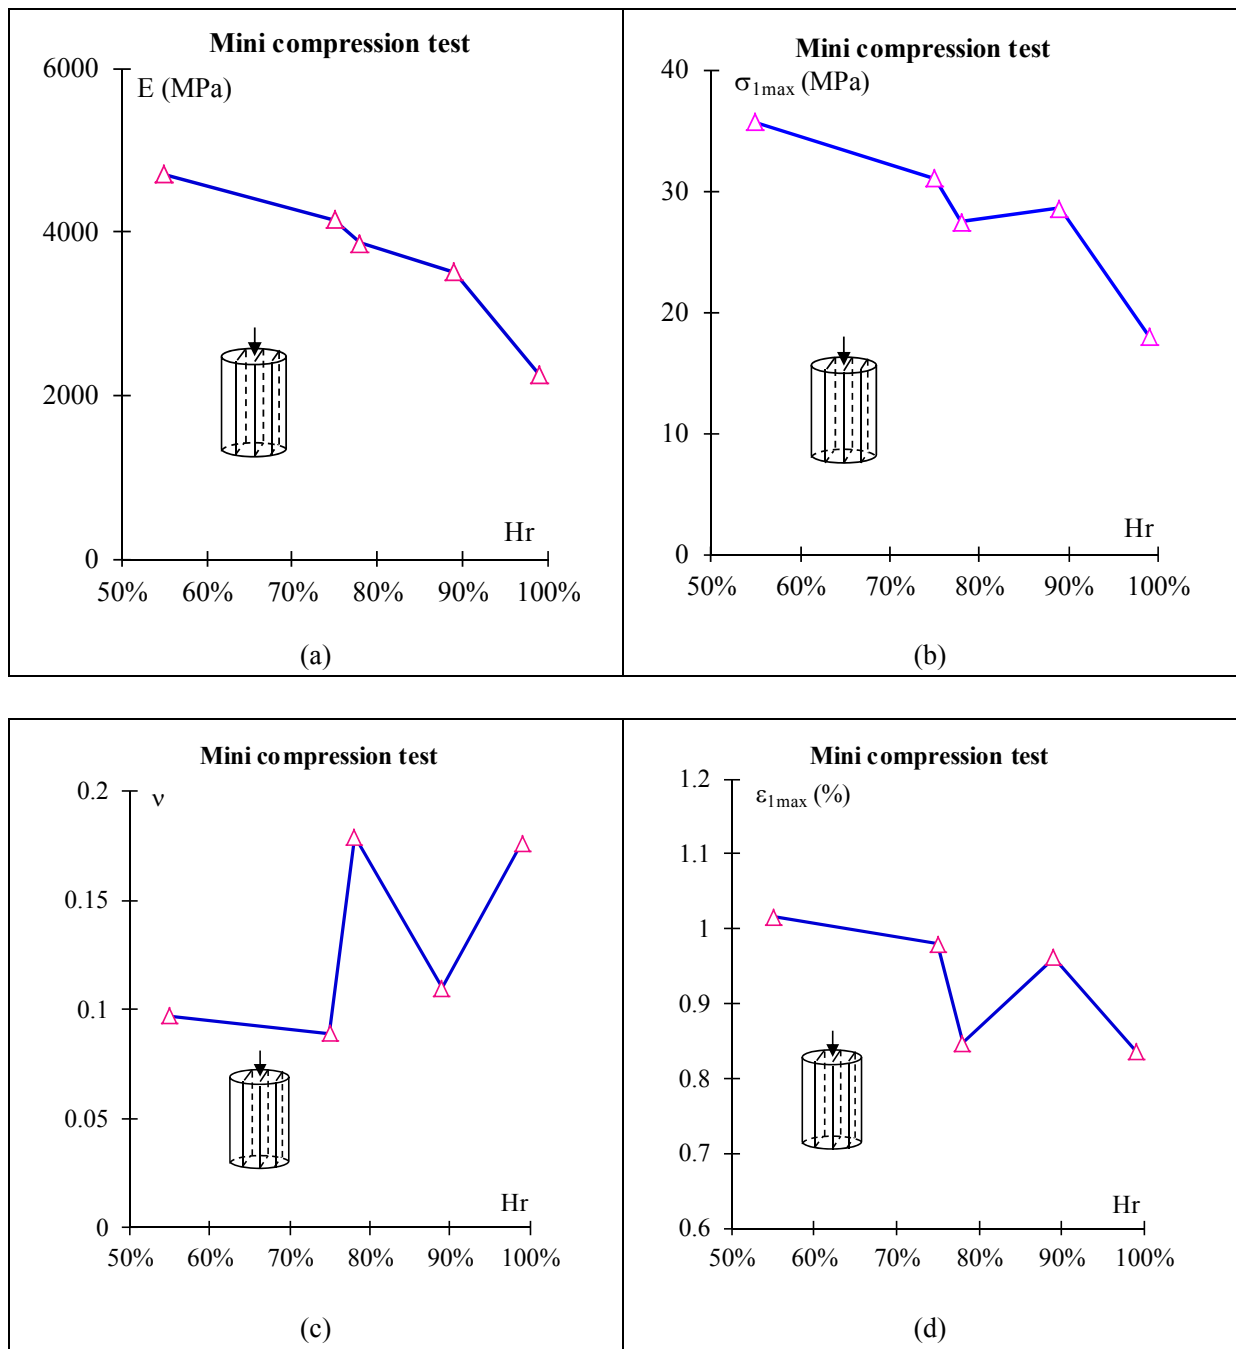 Mini compression test
E (MPa)
6000
4000
2000
0
Hr
50% 60% 70% 80% 90% 100%
(a)
Mini compression test
σ1max (MPa)
40
30
20
10
0
Hr
50% 60% 70% 80% 90% 100%
(b)
Mini compression test
ν
0.2
0.15
0.1
0.05
0
Hr
50% 60% 70% 80% 90% 100%
(c)
Mini compression test
ε1max (%)
1.2
1.1
1
0.9
0.8
0.7
0.6
Hr
50% 60% 70% 80% 90% 100%
(d)